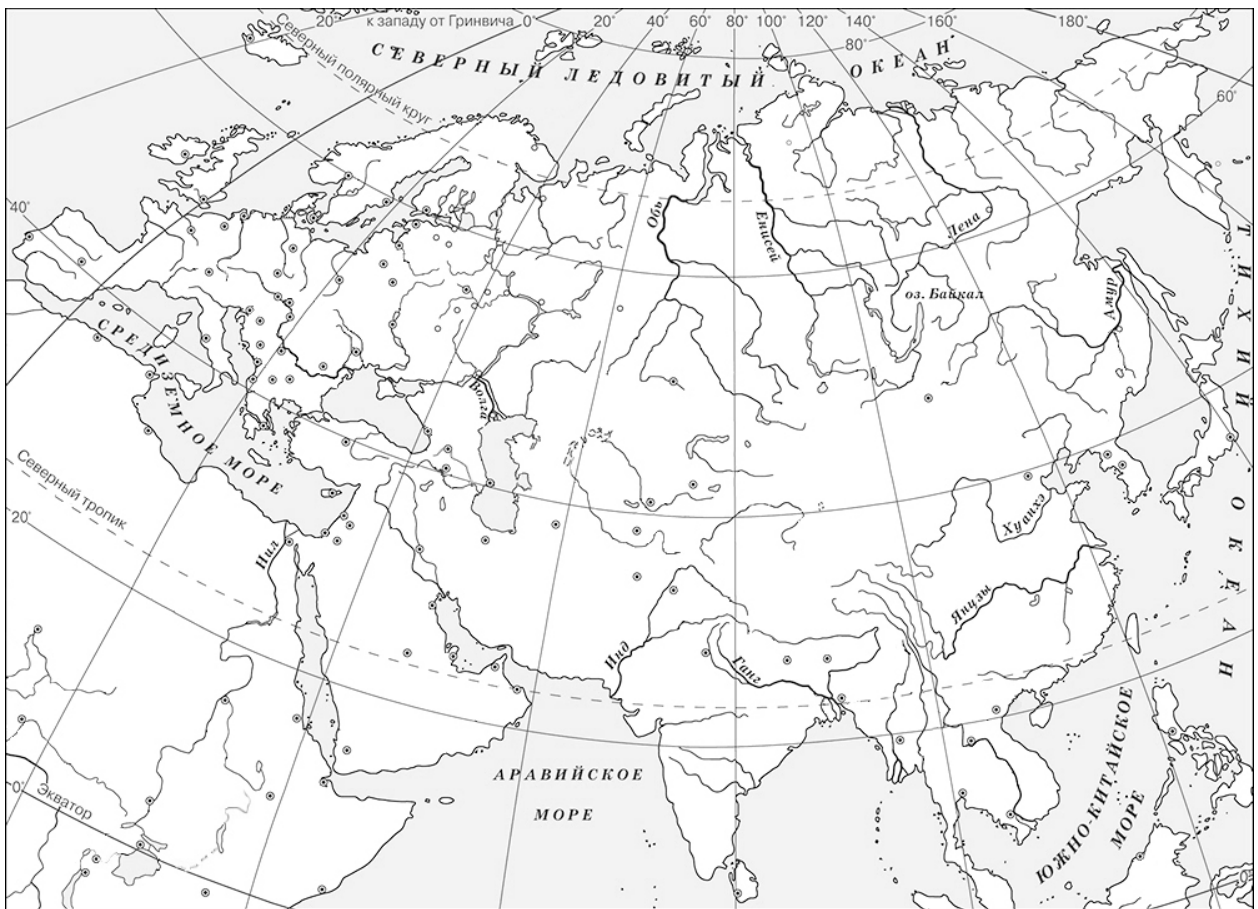 20° к западу от Гринвича 0° 20° 40° 60° 80° 100° 120° 140° 160° 180°
Северный полярный круг
СЕВЕРНЫЙ ЛЕДОВИТЫЙ ОКЕАН
80°
60°
40°
Обь
Енисей
Лена
оз. Байкал
Амур
ТИХИЙ ОКЕАН
СРЕДИЗЕМНОЕ МОРЕ
Волга
Северный тропик
20°
Нил
Хуанхэ
Янцзы
Инд
Ганг
АРАВИЙСКОЕ
МОРЕ
ЮЖНО-КИТАЙСКОЕ
МОРЕ
0°
Экватор
0°